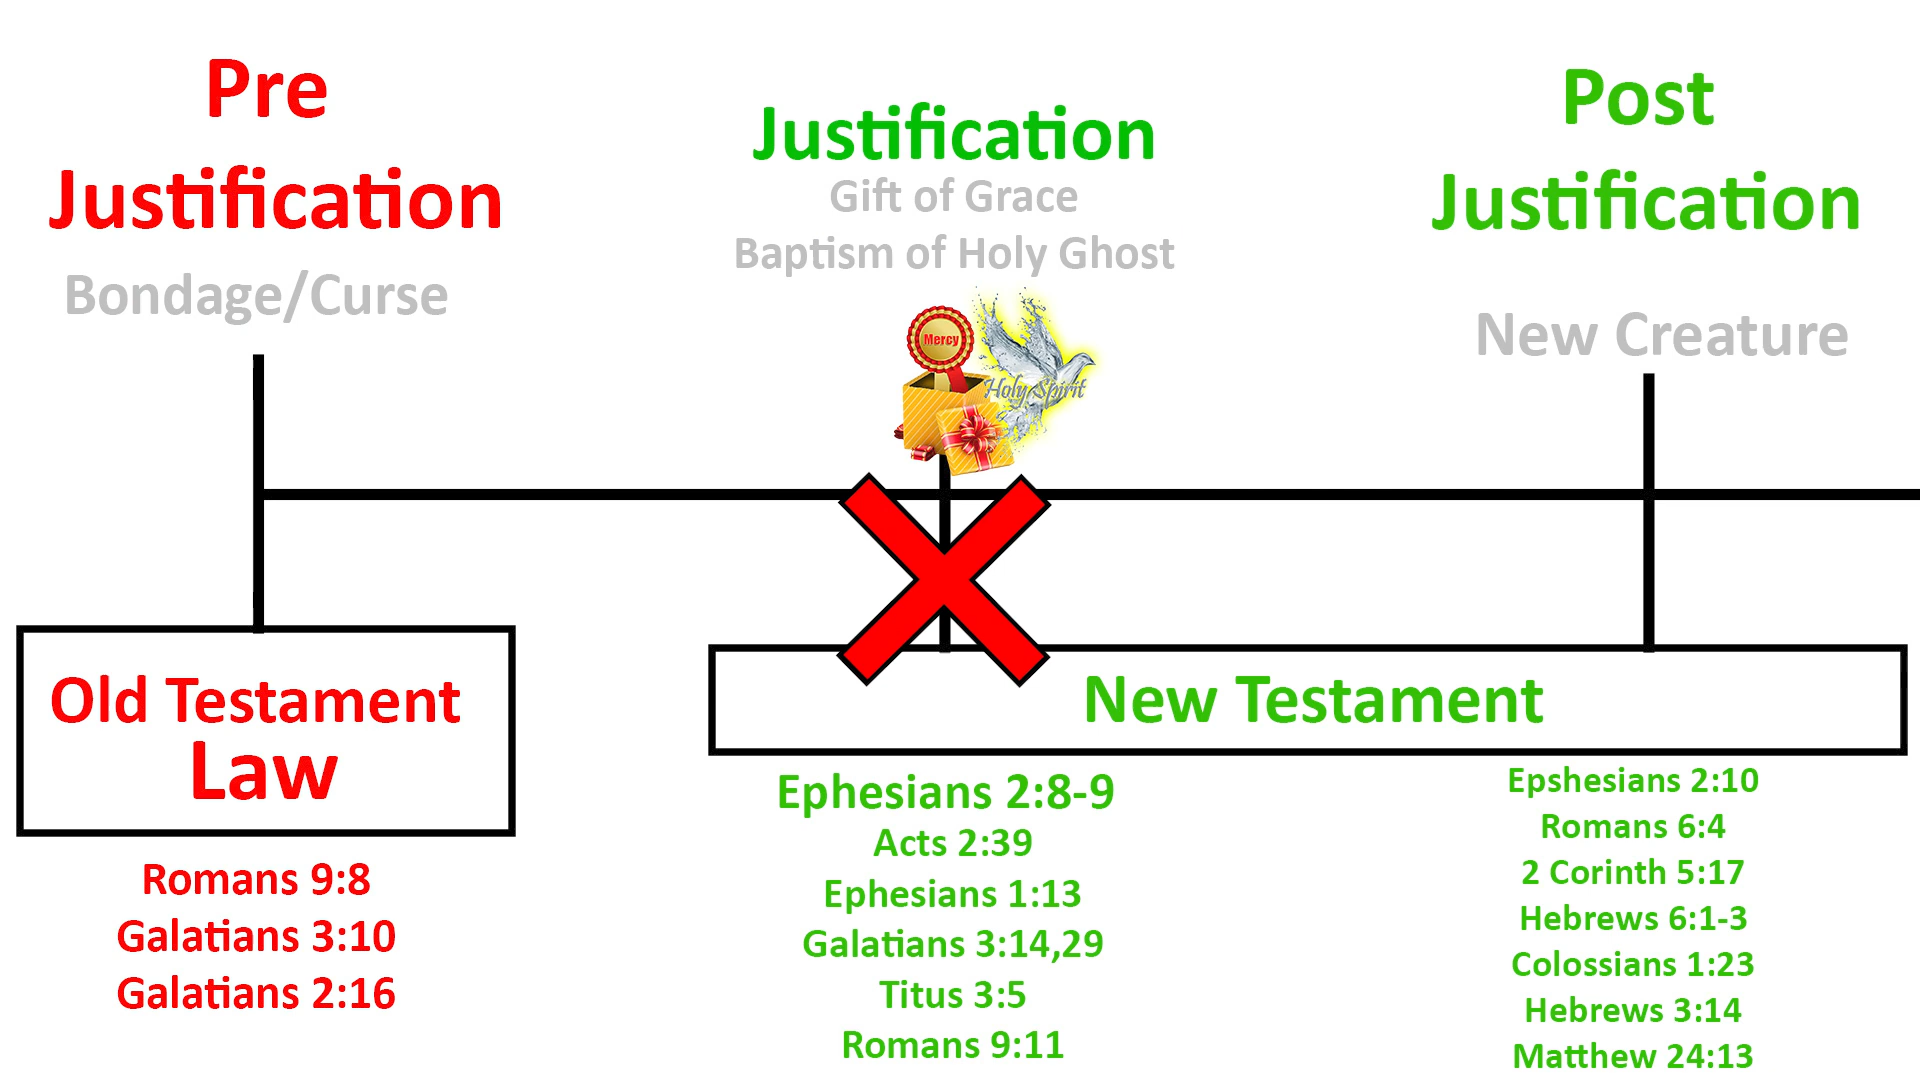 Pre
Justification
Bondage/Curse
Old Testament
Law
Romans 9:8
Galatians 3:10
Galatians 2:16
Justification
Gift of Grace
Baptism of Holy Ghost
Mercy
Holy Spirit
Post
Justification
New Creature
New Testament
Ephesians 2:8-9
Acts 2:39
Ephesians 1:13
Galatians 3:14,29
Titus 3:5
Romans 9:11
Epshesians 2:10
Romans 6:4
2 Corinth 5:17
Hebrews 6:1-3
Colossians 1:23
Hebrews 3:14
Matthew 24:13